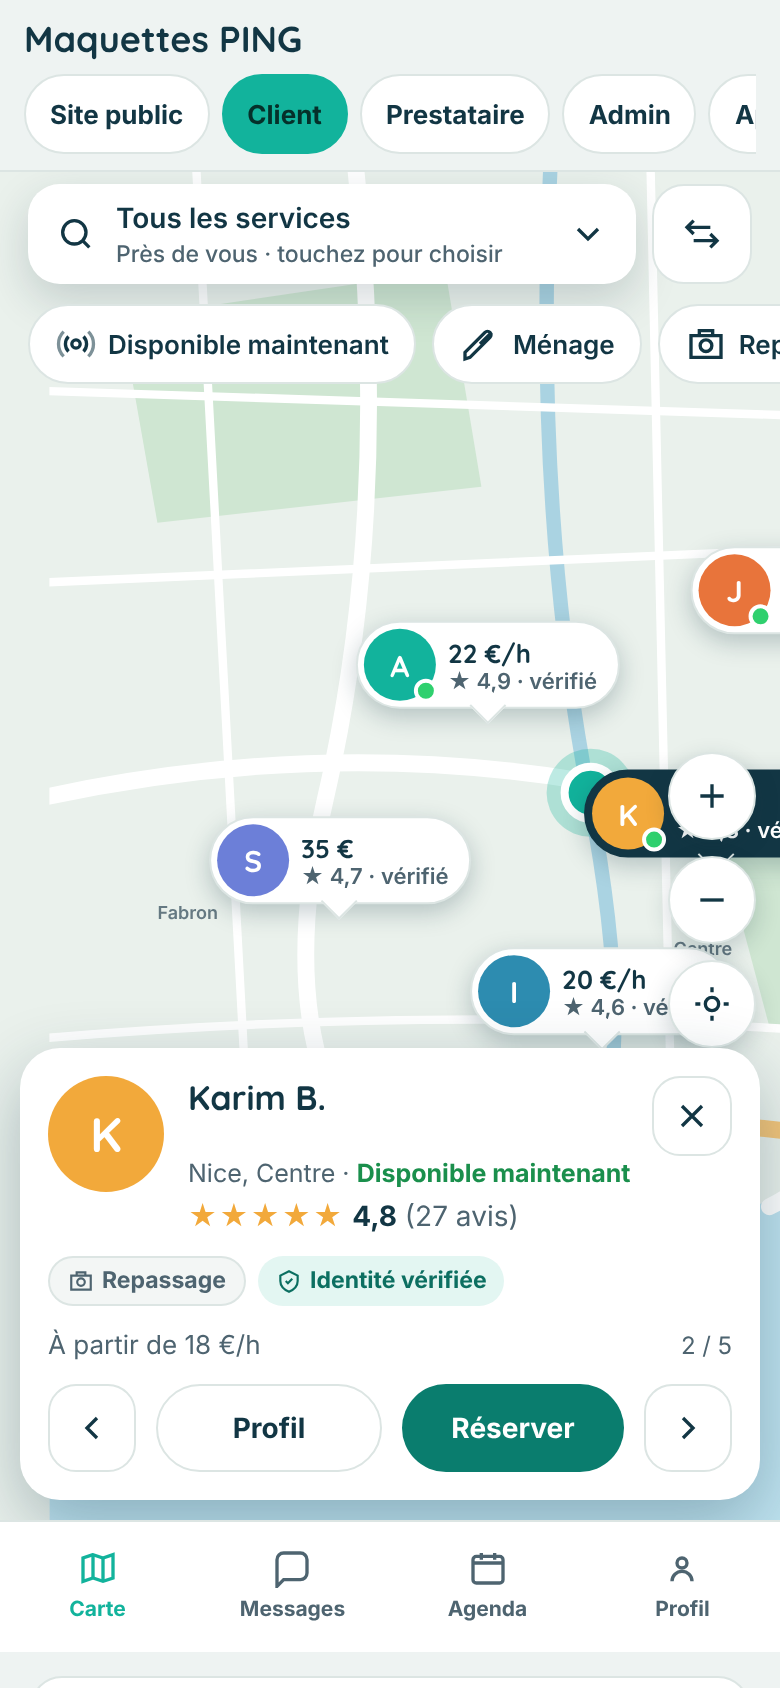 Maquettes PING
Site public
Client
Prestataire
Admin
Tous les services
Près de vous · touchez pour choisir
Disponible maintenant
Ménage
Rep
J
A
22 €/h
★ 4,9 · vérifié
K
· vé
S
35 €
★ 4,7 · vérifié
Fabron
Centre
I
20 €/h
★ 4,6 · vé
K
Karim B.
Nice, Centre · Disponible maintenant
★★★★★ 4,8 (27 avis)
Repassage
Identité vérifiée
À partir de 18 €/h
2 / 5
Profil
Réserver
Carte
Messages
Agenda
Profil